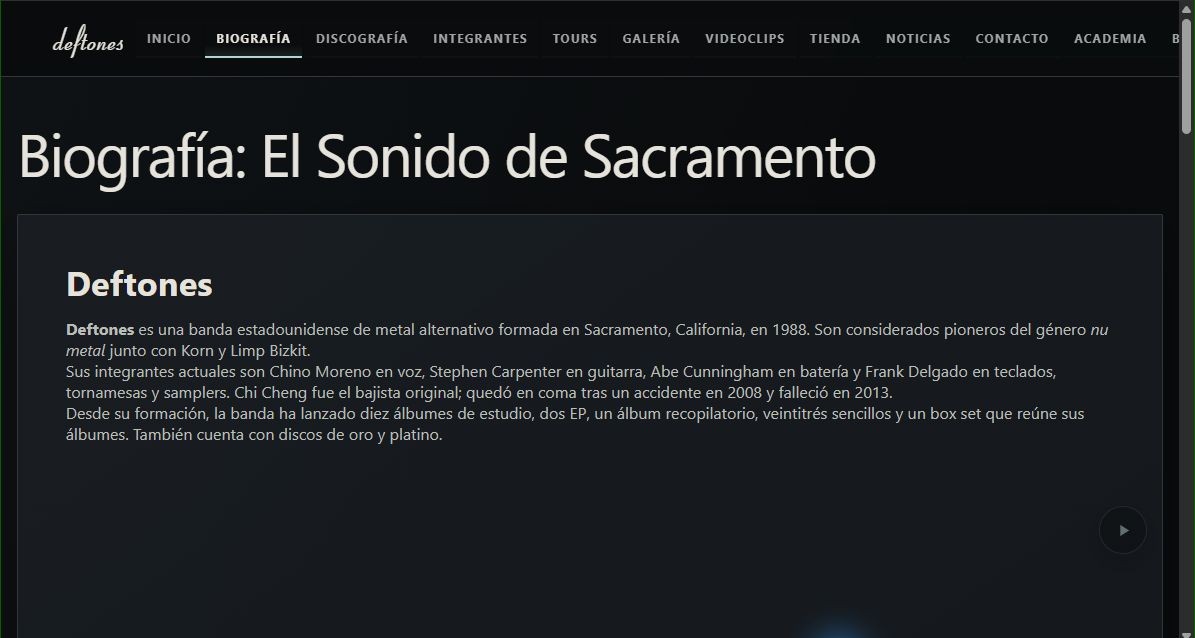 deftones
INICIO
BIOGRAFÍA
DISCOGRAFÍA
INTEGRANTES
TOURS
GALERÍA
VIDEOCLIPS
TIENDA
NOTICIAS
CONTACTO
ACADEMIA
Biografía: El Sonido de Sacramento
Deftones
Deftones es una banda estadounidense de metal alternativo formada en Sacramento, California, en 1988. Son considerados pioneros del género nu
metal junto con Korn y Limp Bizkit.
Sus integrantes actuales son Chino Moreno en voz, Stephen Carpenter en guitarra, Abe Cunningham en batería y Frank Delgado en teclados,
tornamesas y samplers. Chi Cheng fue el bajista original; quedó en coma tras un accidente en 2008 y falleció en 2013.
Desde su formación, la banda ha lanzado diez álbumes de estudio, dos EP, un álbum recopilatorio, veintitrés sencillos y un box set que reúne sus
álbumes. También cuenta con discos de oro y platino.